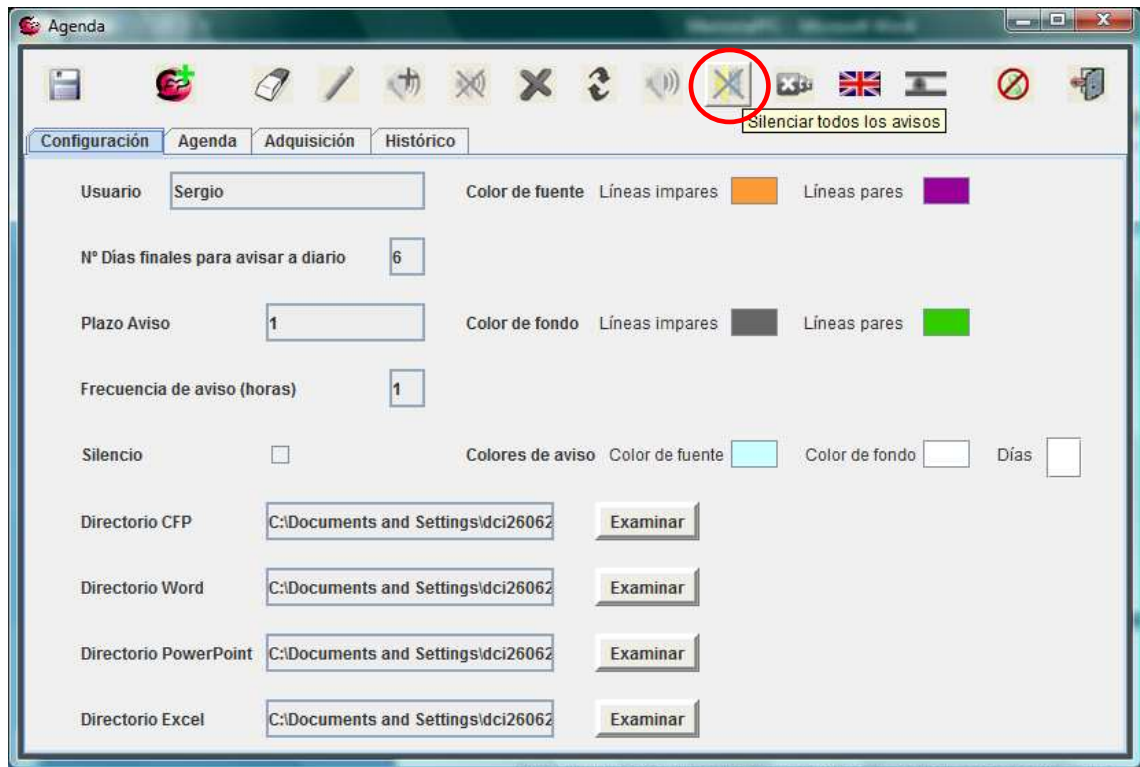 Agenda
Silenciar todos los avisos
Configuración Agenda Adquisición Histórico
Usuario Sergio Color de fuente Líneas impares Líneas pares
Nº Días finales para avisar a diario 6
Plazo Aviso 1 Color de fondo Líneas impares Líneas pares
Frecuencia de aviso (horas) 1
Silencio Colores de aviso Color de fuente Color de fondo Días
Directorio CFP C:\Documents and Settings\dci26062 Examinar
Directorio Word C:\Documents and Settings\dci26062 Examinar
Directorio PowerPoint C:\Documents and Settings\dci26062 Examinar
Directorio Excel C:\Documents and Settings\dci26062 Examinar